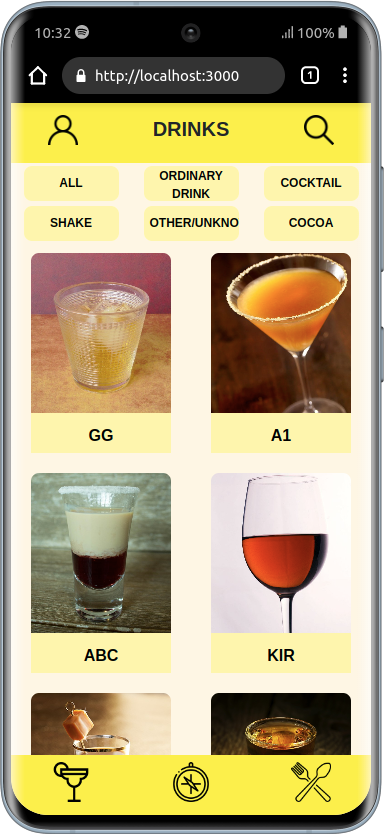 10:32 100%
http://localhost:3000 1
DRINKS
ALL ORDINARY COCKTAIL
DRINK
SHAKE OTHER/UNKNO COCOA
GG A1
ABC KIR